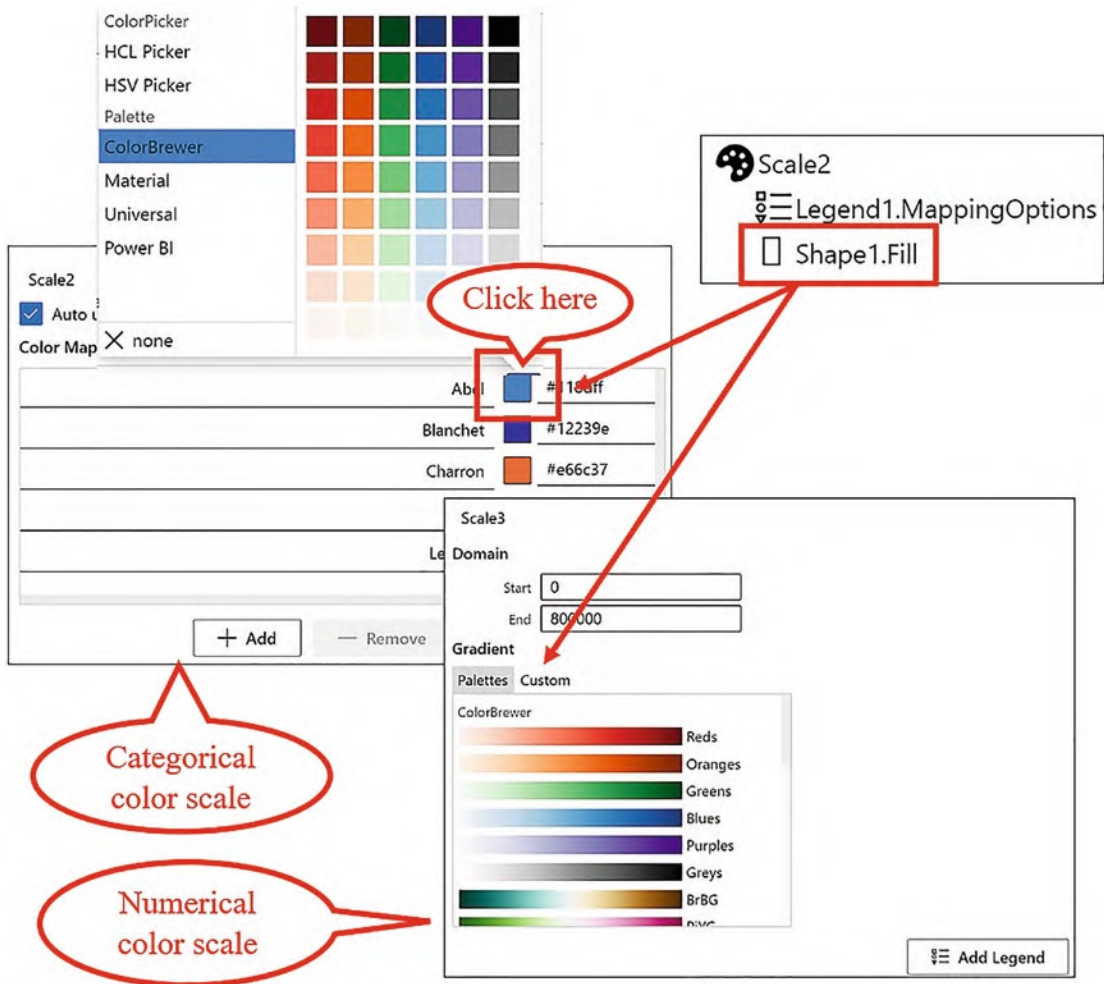 ColorPicker
HCL Picker
HSV Picker
Palette
ColorBrewer
Material
Universal
Power BI
none
Scale2
Legend1.MappingOptions
Shape1.Fill
Click here
Scale2
Auto
Color Map
Abel
Blanchet #12239e
Charron #e66c37
Le
Add
Remove
Categorical
color scale
Scale3
Domain
Start 0
End 800000
Gradient
Palettes Custom
ColorBrewer
Reds
Oranges
Greens
Blues
Purples
Greys
BrBG
Add Legend
Numerical
color scale